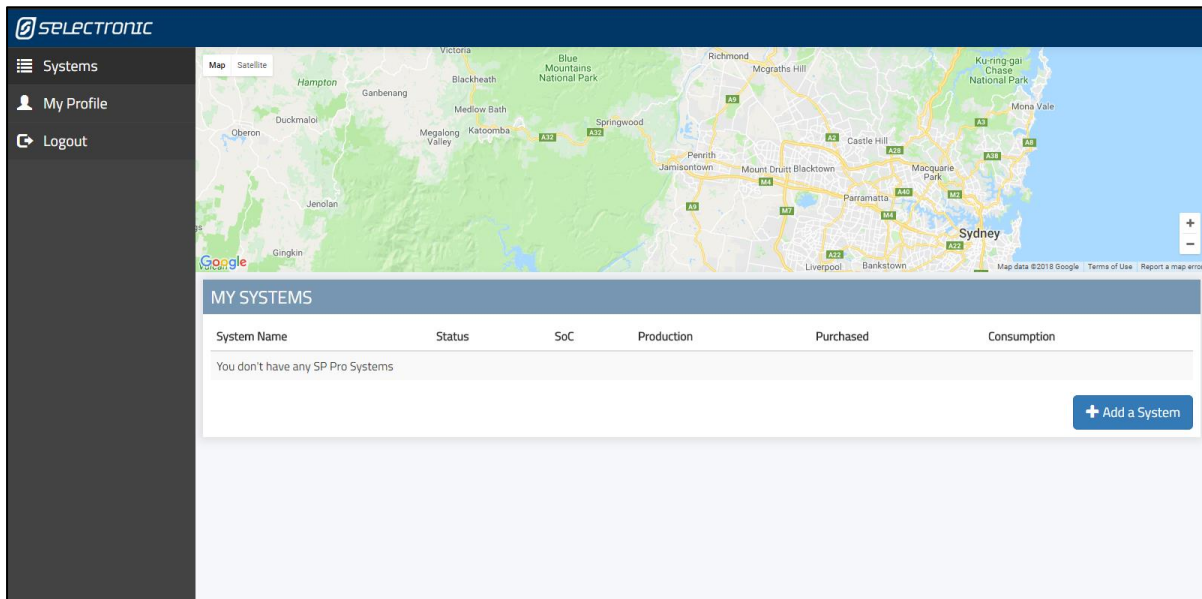 SELECTRONIC
Systems
My Profile
Logout
Map Satellite
Victoria
Blue
Mountains
National Park
Richmond
Mcgraths Hill
Ku-ring-gai
Chase
National Park
Hampton
Blackheath
Ganbenang
A9
Mona Vale
Medlow Bath
Duckmaloi
Springwood
A3
Oberon
Megalong
Valley
Katoomba
A32
A32
A2
Castle Hill
A8
A28
Penrith
A38
Jamisontown
Mount Druitt
Blacktown
Macquarie
Park
M4
A40
M2
Jenolan
Parramatta
A9
M7
M4
Sydney
A22
Gingkin
A22
Google
Liverpool
Bankstown
Map data ©2018 Google
Terms of Use
Report a map error
+
−
MY SYSTEMS
System Name Status SoC Production Purchased Consumption
You don't have any SP Pro Systems
+ Add a System